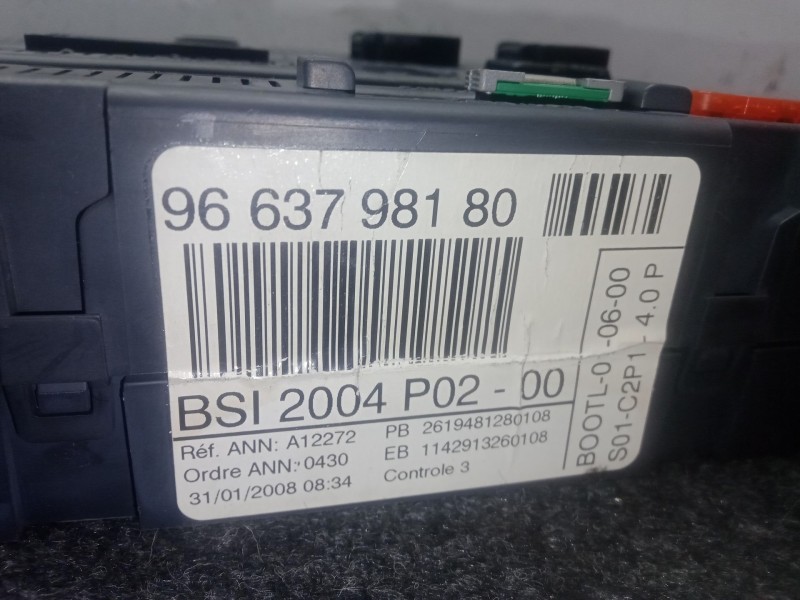 96 637 981 80
BSI 2004 P02 - 00
Réf. ANN: A12272
Ordre ANN: 0430
31/01/2008 08:34
PB 2619481280108
EB 1142913260108
Controle 3
BOOTL-0 -06-00
S01-C2P1 - 4.0 P